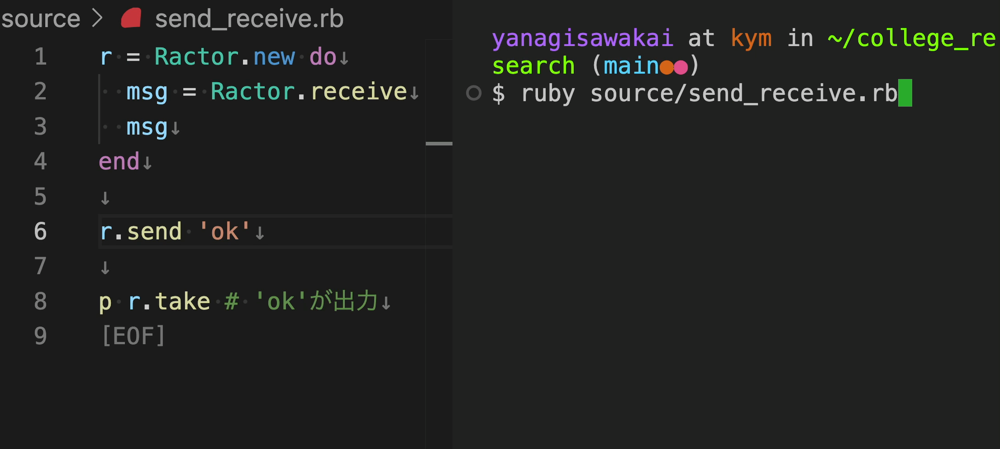 source > send_receive.rb
1 r = Ractor.new do↓
2   msg = Ractor.receive↓
3   msg↓
4 end↓
5 ↓
6 r.send 'ok'↓
7 ↓
8 p r.take # 'ok'が出力↓
9 [EOF]
yanagisawakai at kym in ~/college_re
search (main●●)
$ ruby source/send_receive.rb